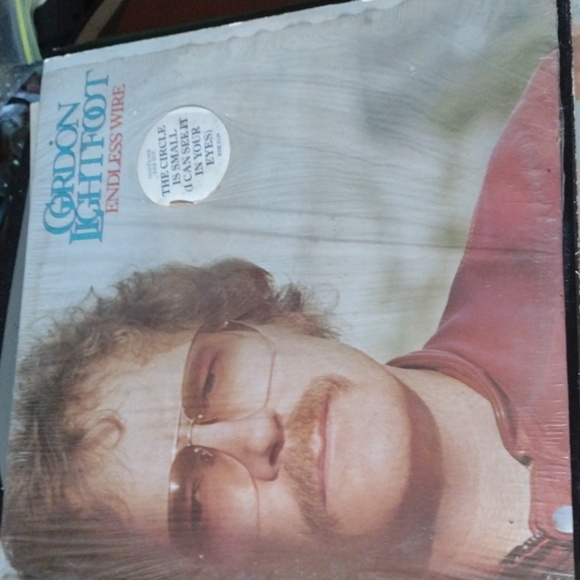 GORDON
LIGHTFOOT
ENDLESS WIRE
THE CIRCLE
IS SMALL
(I CAN SEE IT
IN YOUR
EYES)